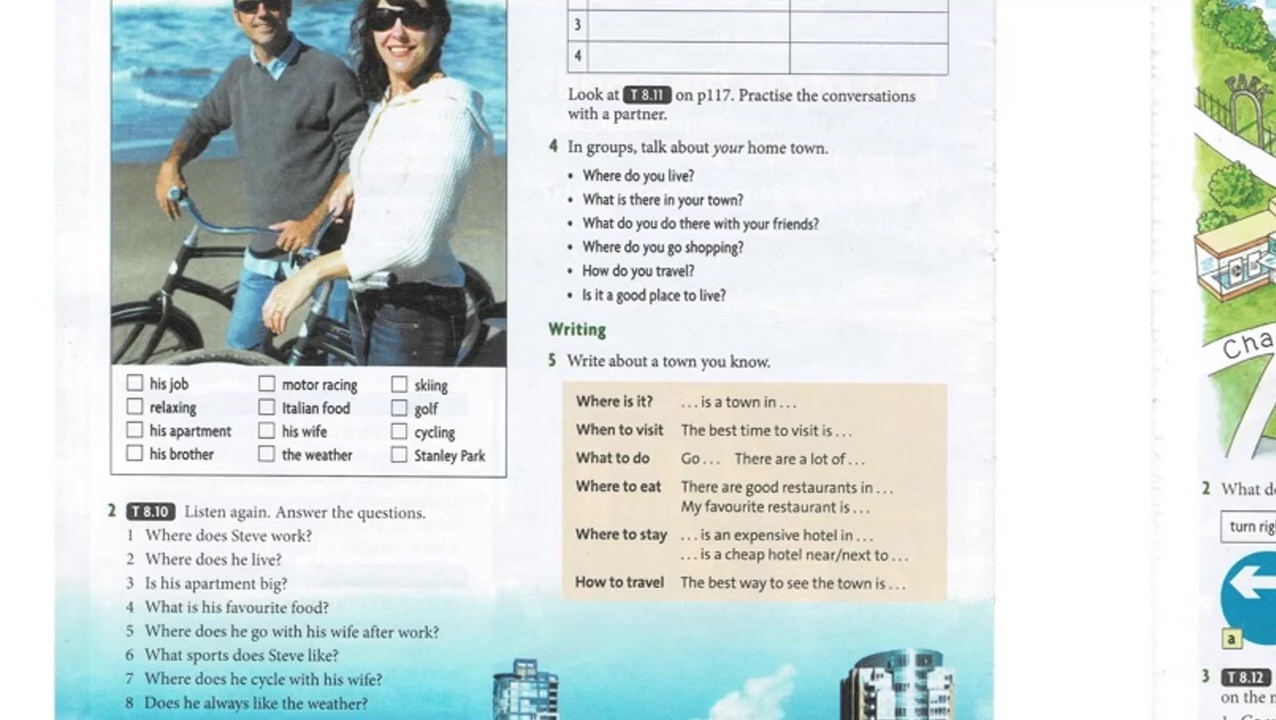 his job
relaxing
his apartment
his brother
motor racing
Italian food
his wife
the weather
skiing
golf
cycling
Stanley Park
2 T 8.10 Listen again. Answer the questions.
1 Where does Steve work?
2 Where does he live?
3 Is his apartment big?
4 What is his favourite food?
5 Where does he go with his wife after work?
6 What sports does Steve like?
7 Where does he cycle with his wife?
8 Does he always like the weather?
3
4
Look at T 8.11 on p117. Practise the conversations
with a partner.
4 In groups, talk about your home town.
• Where do you live?
• What is there in your town?
• What do you do there with your friends?
• Where do you go shopping?
• How do you travel?
• Is it a good place to live?
Writing
5 Write about a town you know.
Where is it? ... is a town in ...
When to visit The best time to visit is ...
What to do Go ... There are a lot of ...
Where to eat There are good restaurants in ...
My favourite restaurant is ...
Where to stay ... is an expensive hotel in ...
... is a cheap hotel near/next to ...
How to travel The best way to see the town is ...
PARK
Cha
2 What d
turn rig
a
3 T 8.12
on the